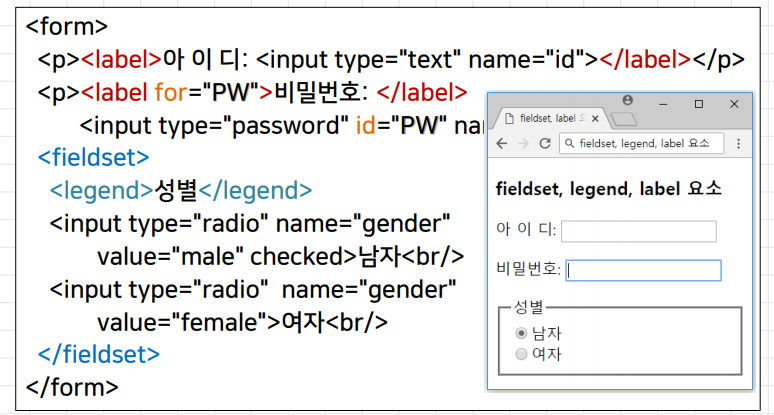 <form>
<p><label>아 이 디: <input type="text" name="id"></label></p>
<p><label for="PW">비밀번호: </label>
<input type="password" id="PW"
<fieldset>
<legend>성별</legend>
<input type="radio" name="gender"
value="male" checked>남자<br/>
<input type="radio" name="gender"
value="female">여자<br/>
</fieldset>
</form>
fieldset, label
fieldset, legend, label 요소
fieldset, legend, label 요소
아 이 디:
비밀번호:
성별
남자
여자